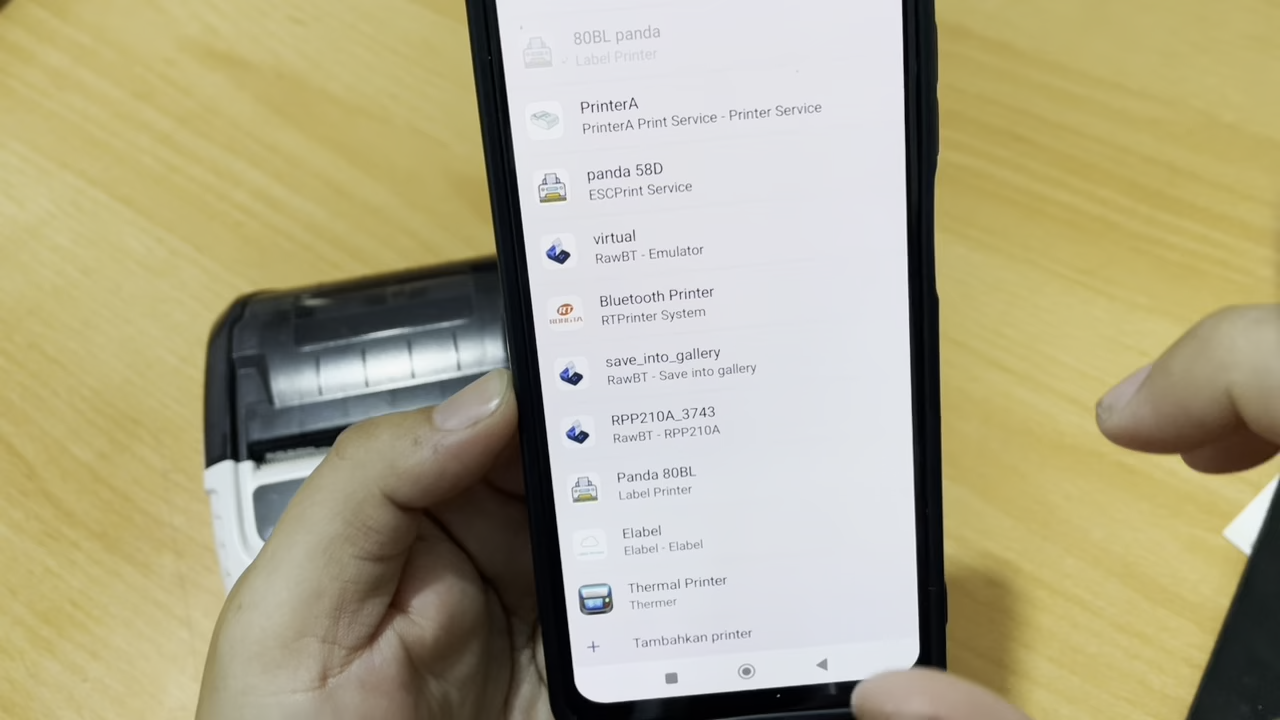 80BL panda
Label Printer
PrinterA
PrinterA Print Service - Printer Service
panda 58D
ESCPrint Service
virtual
RawBT - Emulator
Bluetooth Printer
RTPrinter System
RT
RONGTA
save_into_gallery
RawBT - Save into gallery
RPP210A_3743
RawBT - RPP210A
Panda 80BL
Label Printer
Elabel
Elabel - Elabel
Thermal Printer
Thermer
+ Tambahkan printer